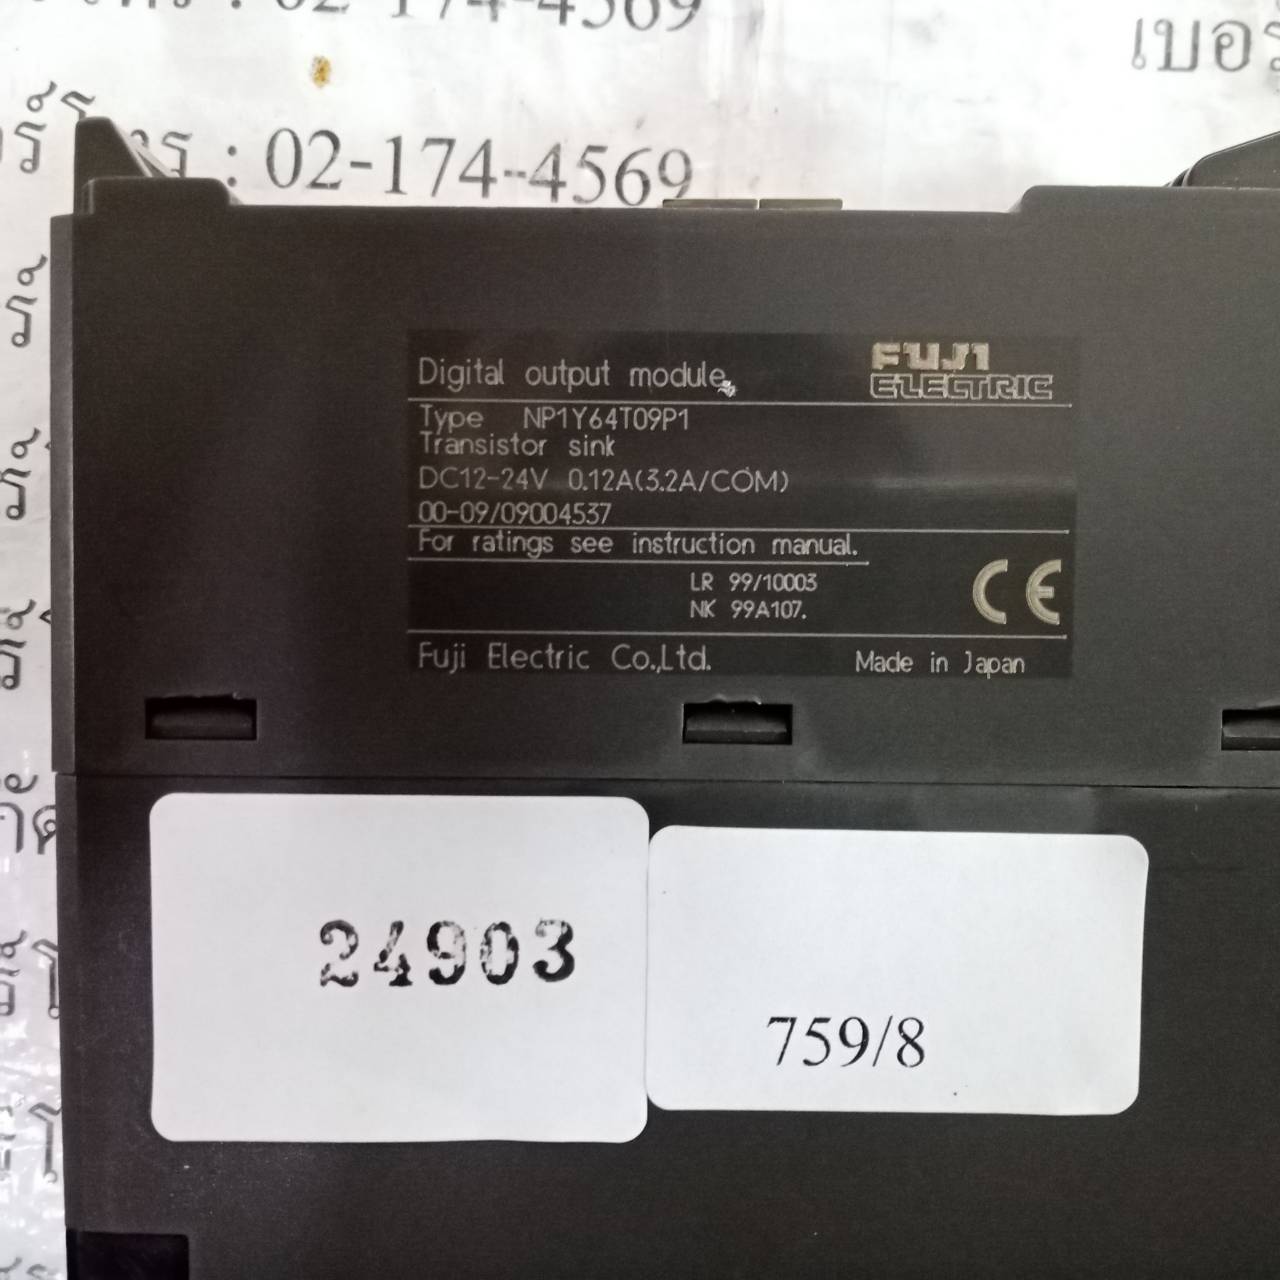 : 02-174-4569
เบอร์
: 02-174-4569
Digital output module
FUJI
ELECTRIC
Type NP1Y64T09P1
Transistor sink
DC12-24V 0.12A(3.2A/COM)
00-09/09004537
For ratings see instruction manual.
LR 99/10003
NK 99A107.
CE
Fuji Electric Co.,Ltd.
Made in Japan
24903
759/8